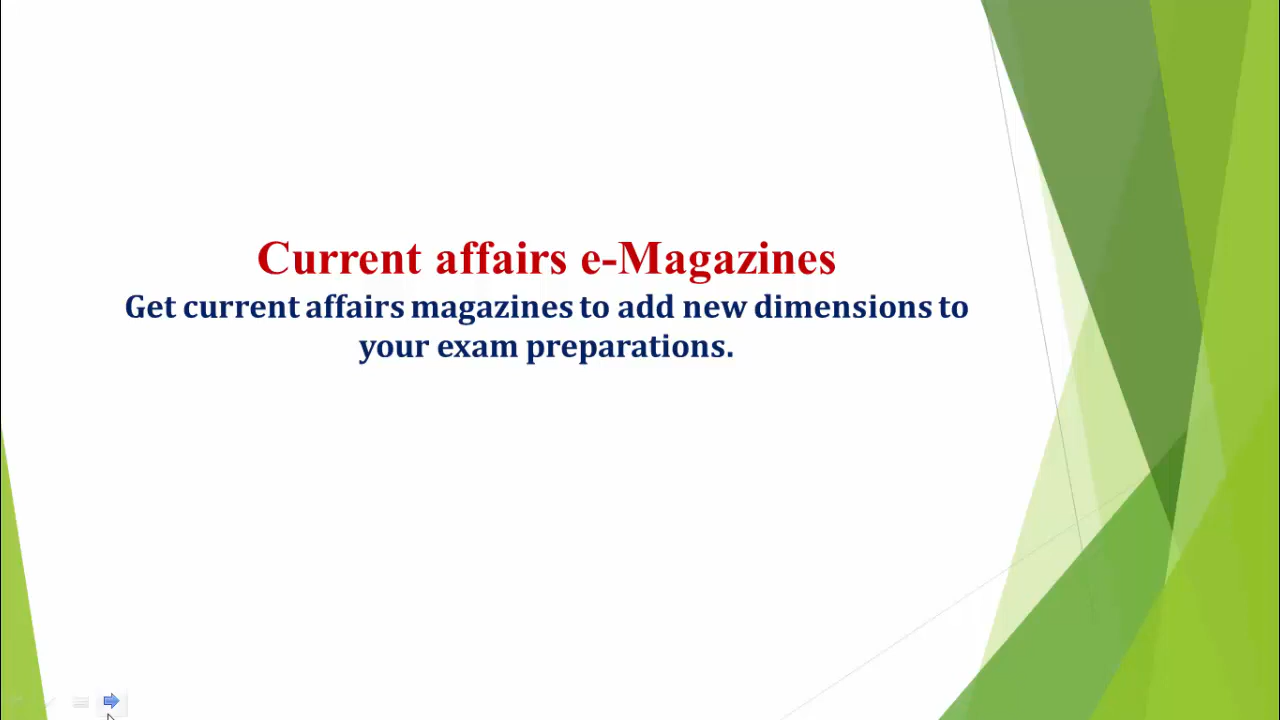 Current affairs e-Magazines
Get current affairs magazines to add new dimensions to
your exam preparations.